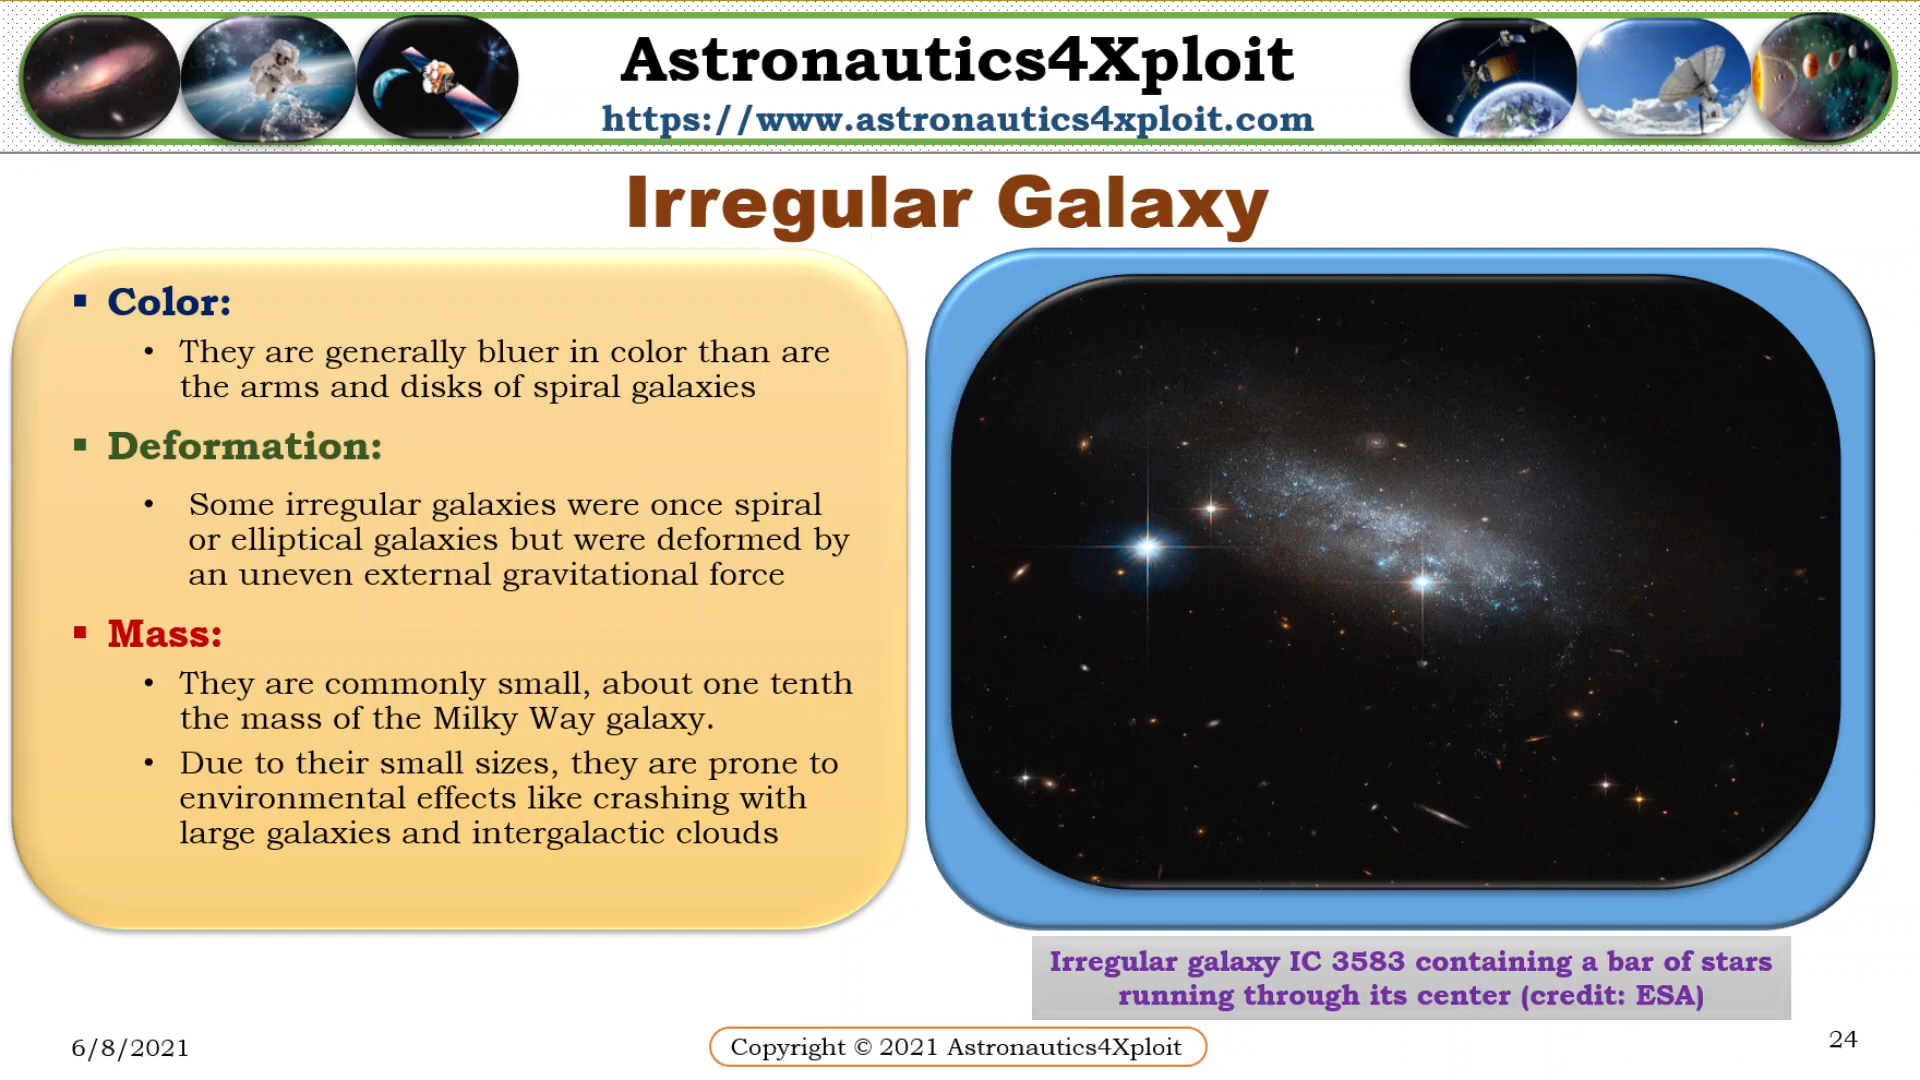 Astronautics4Xploit
https://www.astronautics4xploit.com
Irregular Galaxy
▪ Color:
• They are generally bluer in color than are
the arms and disks of spiral galaxies
▪ Deformation:
• Some irregular galaxies were once spiral
or elliptical galaxies but were deformed by
an uneven external gravitational force
▪ Mass:
• They are commonly small, about one tenth
the mass of the Milky Way galaxy.
• Due to their small sizes, they are prone to
environmental effects like crashing with
large galaxies and intergalactic clouds
Irregular galaxy IC 3583 containing a bar of stars
running through its center (credit: ESA)
6/8/2021
Copyright © 2021 Astronautics4Xploit
24